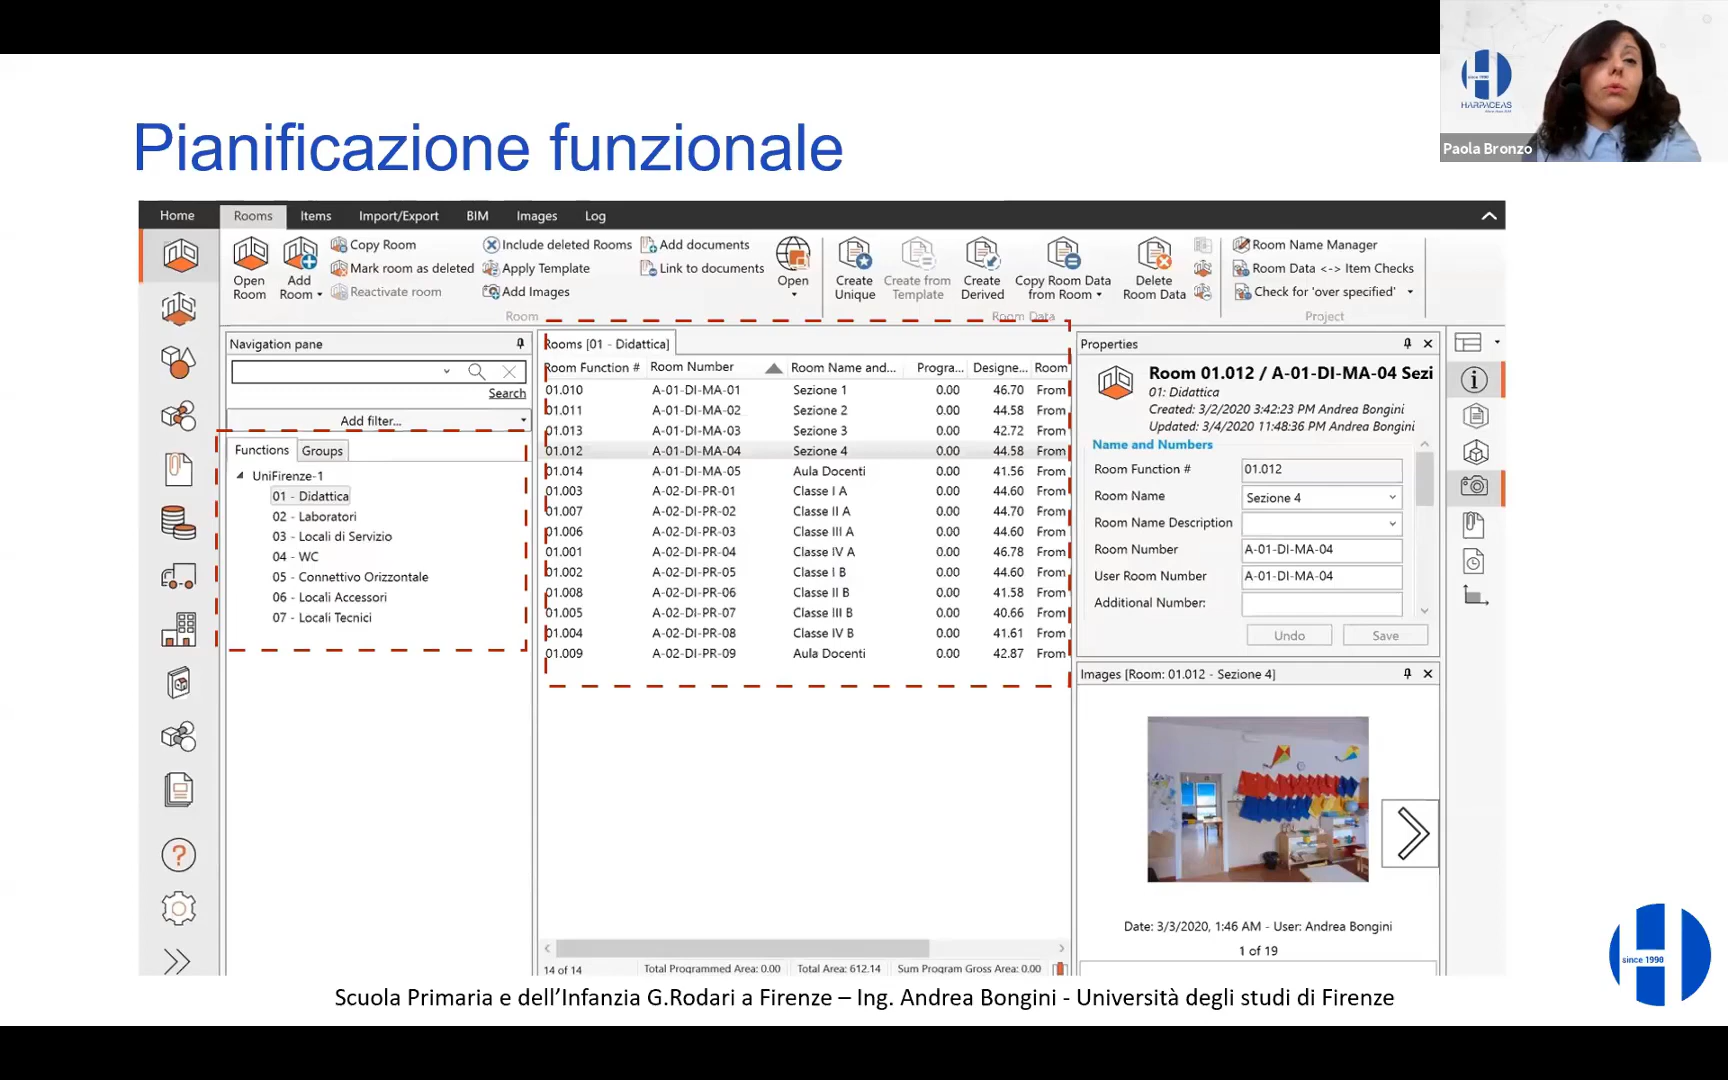 since 1990
HARPACEAS
Paola Bronzo
Pianificazione funzionale
Home Rooms Items Import/Export BIM Images Log
Open Room
Add Room
Copy Room
Mark room as deleted
Reactivate room
Include deleted Rooms
Apply Template
Add Images
Add documents
Link to documents
Open
Room
Create Unique
Create from Template
Create Derived
Copy Room Data from Room
Delete Room Data
Room Data
Room Name Manager
Room Data <-> Item Checks
Check for 'over specified'
Project
Navigation pane
Search
Add filter...
Functions Groups
UniFirenze-1
01 - Didattica
02 - Laboratori
03 - Locali di Servizio
04 - WC
05 - Connettivo Orizzontale
06 - Locali Accessori
07 - Locali Tecnici
Rooms [01 - Didattica]
Room Function # Room Number Room Name and... Progra... Designe... Room
01.010 A-01-DI-MA-01 Sezione 1 0.00 46.70 From
01.011 A-01-DI-MA-02 Sezione 2 0.00 44.58 From
01.013 A-01-DI-MA-03 Sezione 3 0.00 42.72 From
01.012 A-01-DI-MA-04 Sezione 4 0.00 44.58 From
01.014 A-01-DI-MA-05 Aula Docenti 0.00 41.56 From
01.003 A-02-DI-PR-01 Classe I A 0.00 44.60 From
01.007 A-02-DI-PR-02 Classe II A 0.00 44.06 From
01.006 A-02-DI-PR-03 Classe III A 0.00 44.60 From
01.001 A-02-DI-PR-04 Classe IV A 0.00 46.78 From
01.002 A-02-DI-PR-05 Classe I B 0.00 44.60 From
01.008 A-02-DI-PR-06 Classe II B 0.00 41.58 From
01.005 A-02-DI-PR-07 Classe III B 0.00 40.66 From
01.004 A-02-DI-PR-08 Classe IV B 0.00 41.61 From
01.009 A-02-DI-PR-09 Aula Docenti 0.00 42.87 From
14 of 14 Total Programmed Area: 0.00 Total Area: 612.14 Sum Program Gross Area: 0.00
Properties
Room 01.012 / A-01-DI-MA-04 Sezi
01: Didattica
Created: 3/2/2020 3:42:23 PM Andrea Bongini
Updated: 3/4/2020 11:48:36 PM Andrea Bongini
Name and Numbers
Room Function # 01.012
Room Name Sezione 4
Room Name Description
Room Number A-01-DI-MA-04
User Room Number A-01-DI-MA-04
Additional Number:
Undo Save
Images [Room: 01.012 - Sezione 4]
Date: 3/3/2020, 1:46 AM - User: Andrea Bongini
1 of 19
Scuola Primaria e dell’Infanzia G.Rodari a Firenze – Ing. Andrea Bongini - Università degli studi di Firenze
since 1990